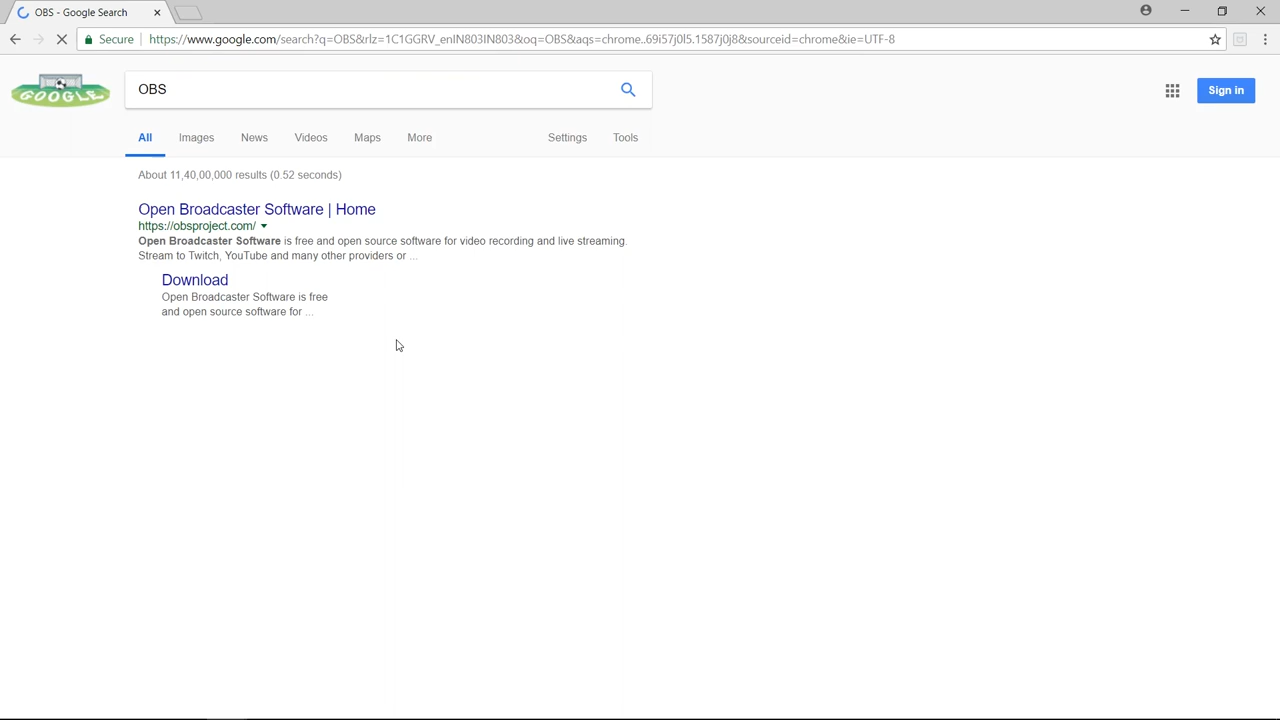 OBS - Google Search
Secure
https://www.google.com/search?q=OBS&rlz=1C1GGRV_enIN803IN803&oq=OBS&aqs=chrome..69i57j0l5.1587j0j8&sourceid=chrome&ie=UTF-8
GOOGLE
OBS
Sign in
All Images News Videos Maps More Settings Tools
About 11,40,00,000 results (0.52 seconds)
Open Broadcaster Software | Home
https://obsproject.com/
Open Broadcaster Software is free and open source software for video recording and live streaming.
Stream to Twitch, YouTube and many other providers or ...
Download
Open Broadcaster Software is free
and open source software for ...